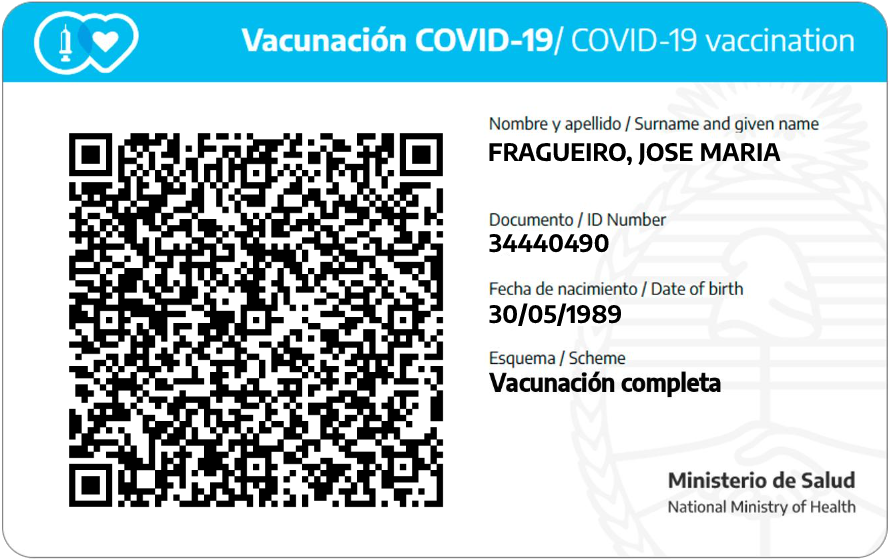 Vacunación COVID-19/ COVID-19 vaccination
Nombre y apellido / Surname and given name
FRAGUEIRO, JOSE MARIA
Documento / ID Number
34440490
Fecha de nacimiento / Date of birth
30/05/1989
Esquema / Scheme
Vacunación completa
Ministerio de Salud
National Ministry of Health